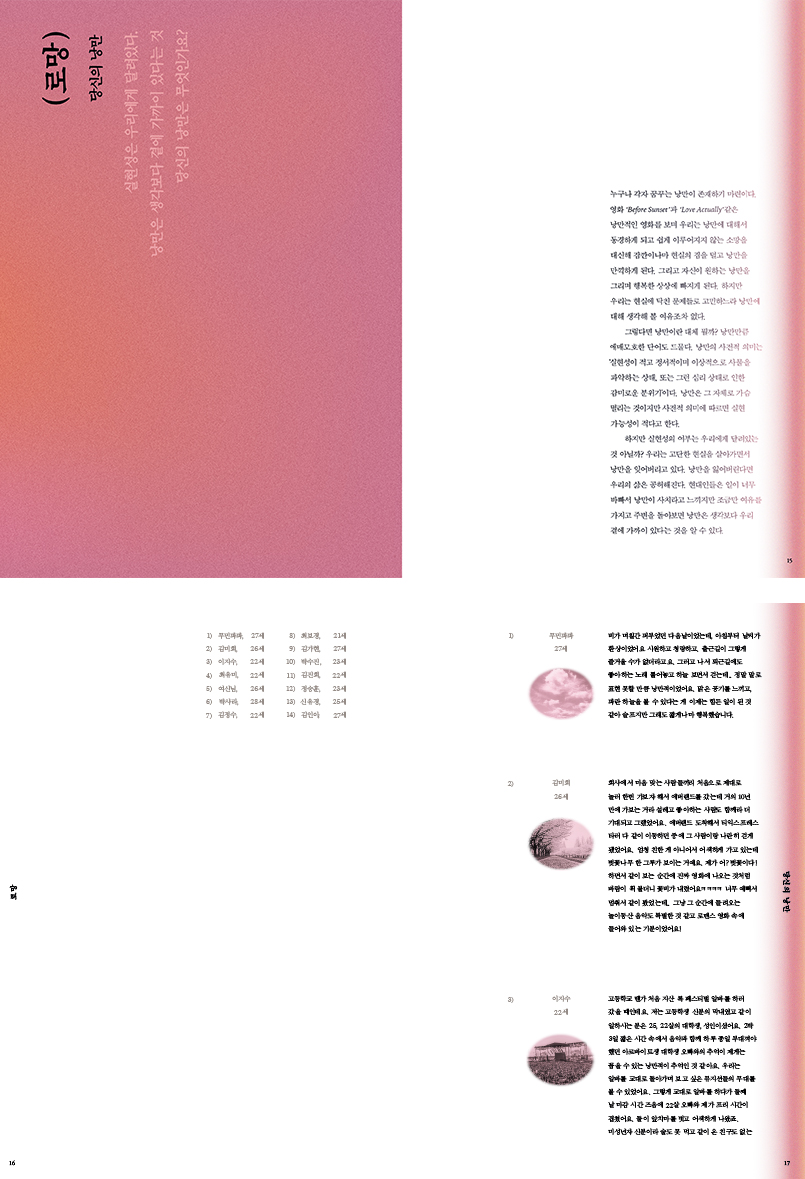 (로망)
당신의 낭만
실현성은 우리에게 달려있다.
낭만은 생각보다 곁에 가까이 있다는 것
당신의 낭만은 무엇인가요?
누구나 각자 꿈꾸는 낭만이 존재하기 마련이다.
영화 ‘Before Sunset’과 ‘Love Actually’같은
낭만적인 영화를 보며 우리는 낭만에 대해서
동경하게 되고 쉽게 이루어지지 않는 소망을
대신해 잠깐이나마 현실의 짐을 덜고 낭만을
만끽하게 된다. 그리고 자신이 원하는 낭만을
그리며 행복한 상상에 빠지게 된다. 하지만
우리는 현실에 닥친 문제들로 고민하느라 낭만에
대해 생각해 볼 여유조차 없다.
그렇다면 낭만이란 대체 뭘까? 낭만만큼
애매모호한 단어도 드물다. 낭만의 사전적 의미는
‘실현성이 적고 정서적이며 이상적으로 사물을
파악하는 상태, 또는 그런 심리 상태로 인한
감미로운 분위기’이다. 낭만은 그 자체로 가슴
떨리는 것이지만 사전적 의미에 따르면 실현
가능성이 적다고 한다.
하지만 실현성의 여부는 우리에게 달려있는
것 아닐까? 우리는 고단한 현실을 살아가면서
낭만을 잊어버리고 있다. 낭만을 잃어버린다면
우리의 삶은 공허해진다. 현대인들은 일이 너무
바빠서 낭만이 사치라고 느끼지만 조금만 여유를
가지고 주변을 돌아보면 낭만은 생각보다 우리
곁에 가까이 있다는 것을 알 수 있다.
15
1) 무민파파, 27세
2) 김미희, 26세
3) 이지수, 22세
4) 최유미, 22세
5) 여신님, 26세
6) 박사라, 28세
7) 김정수, 22세
8) 최보경, 21세
9) 김가현, 27세
10) 박수진, 23세
11) 김진희, 22세
12) 정승훈, 23세
13) 신유경, 25세
14) 김인아, 27세
로망
16
1) 무민파파
27세
비가 며칠간 퍼부었던 다음날이었는데, 아침부터 날씨가
환상이었어요 시원하고 청량하고. 출근길이 그렇게
즐거울 수가 없더라고요. 그러고 나서 퇴근길에도
좋아하는 노래 틀어놓고 하늘 보면서 걷는데, 정말 말로
표현 못할 만큼 낭만적이었어요. 맑은 공기를 느끼고,
파란 하늘을 볼 수 있다는 게 이제는 힘든 일이 된 것
같아 슬프지만 그래도 짧게나마 행복했습니다.
2) 김미희
26세
회사에서 마음 맞는 사람들끼리 처음으로 제대로
놀러 한번 가보자 해서 에버랜드를 갔는데 거의 10년
만에 가보는 거라 설레고 좋아하는 사람도 함께라 더
기대되고 그랬었어요. 에버랜드 도착해서 티익스프레스
타러 다 같이 이동하던 중에 그 사람이랑 나란히 걷게
됐었어요. 엄청 친한 게 아니어서 어색하게 가고 있는데
벚꽃나무 한 그루가 보이는 거예요. 제가 어? 벚꽃이다!
하면서 같이 보는 순간에 진짜 영화에 나오는 것처럼
바람이 휙 불더니 꽃비가 내렸어요ㅋㅋㅋㅋ 너무 예뻐서
멈춰서 같이 봤었는데, 그냥 그 순간에 들려오는
놀이동산 음악도 특별한 것 같고 로맨스 영화 속에
들어와 있는 기분이었어요!
3) 이지수
22세
고등학교 땐가 처음 지산 록 페스티벌 알바를 하러
갔을 때인데요. 저는 고등학생 신분의 막내였고 같이
일하시는 분은 25, 22살의 대학생, 성인이셨어요. 2박
3일 짧은 시간 속에서 음악과 함께 하루 종일 부대껴야
했던 아르바이트생 대학생 오빠와의 추억이 제게는
꼽을 수 있는 낭만적이 추억인 것 같아요. 우리는
알바를 교대로 돌아가며 보고 싶은 뮤지션들의 무대를
볼 수 있었어요. 그렇게 교대로 알바를 하다가 둘째
날 마감 시간 즈음에 22살 오빠와 제가 프리 시간이
겹쳤어요. 둘이 앞치마를 벗고 어색하게 나왔죠.
미성년자 신분이라 술도 못 먹고 같이 온 친구도 없는
당신의 낭만
17